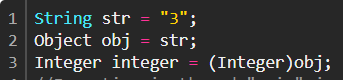 1 String str = "3";
2 Object obj = str;
3 Integer integer = (Integer)obj;